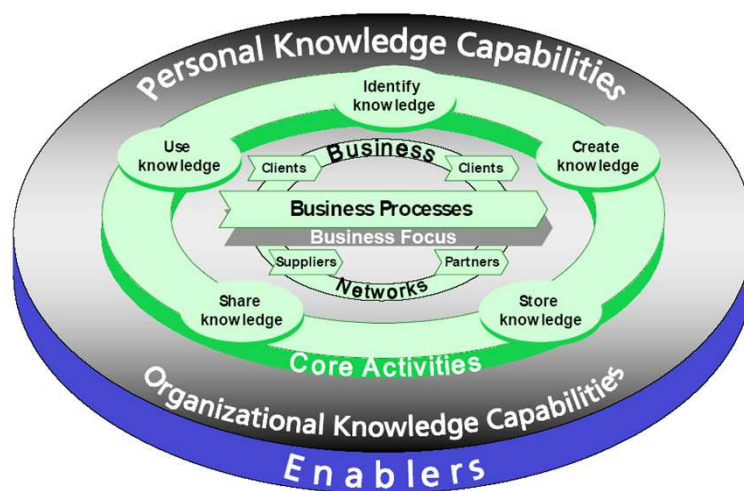 Personal Knowledge Capabilities
Identify
knowledge
Use
knowledge
Create
knowledge
Business
Clients
Clients
Business Processes
Business Focus
Suppliers
Partners
Networks
Share
knowledge
Store
knowledge
Core Activities
Organizational Knowledge Capabilities
Enablers